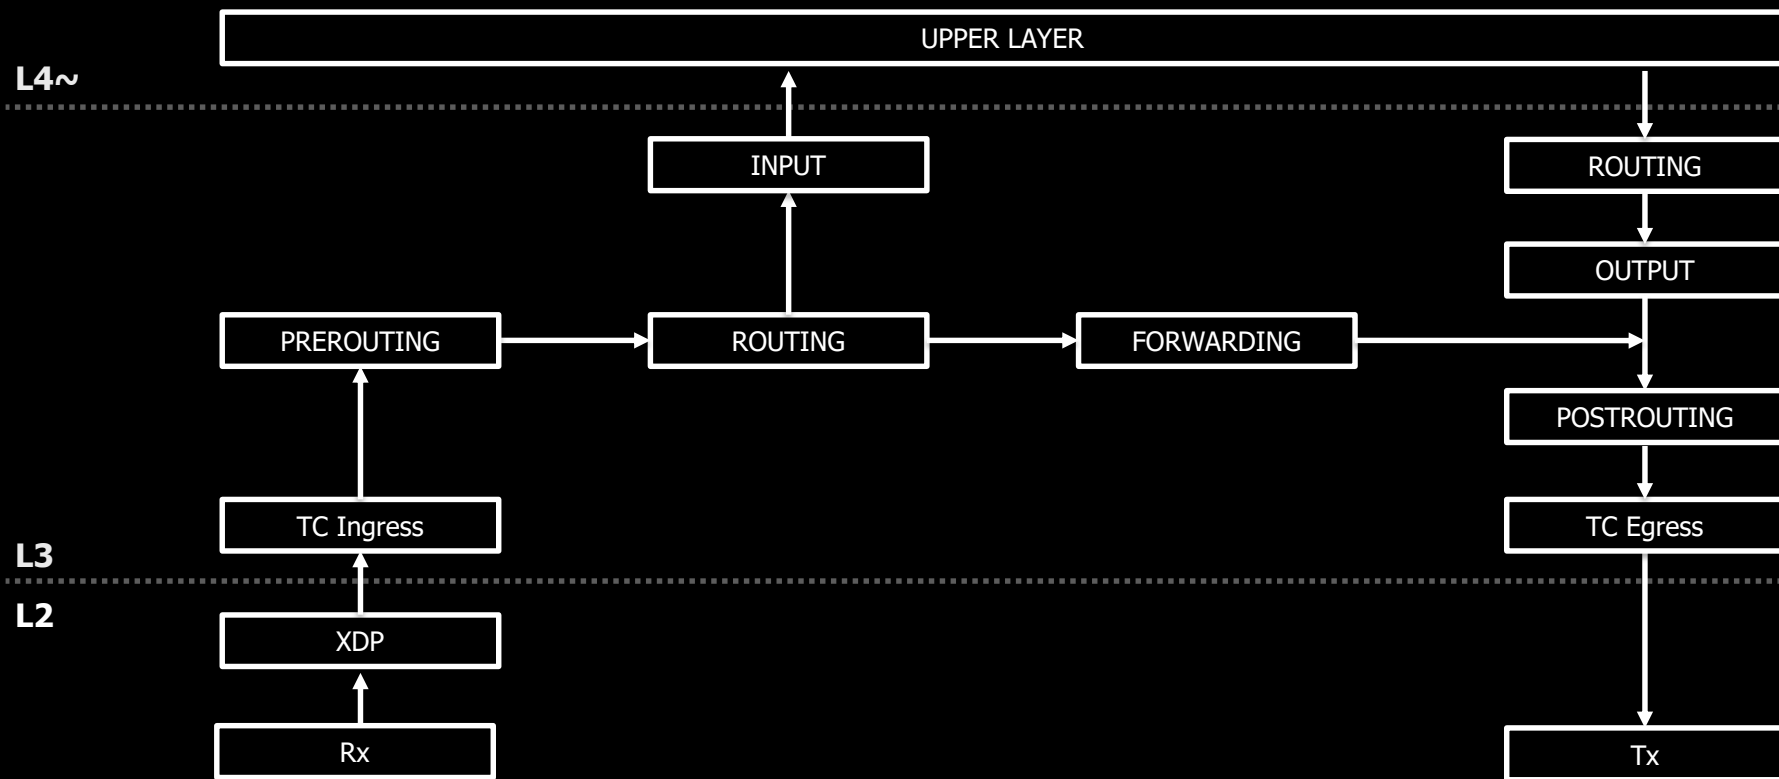 UPPER LAYER
L4~
INPUT
ROUTING
OUTPUT
PREROUTING
ROUTING
FORWARDING
POSTROUTING
TC Ingress
TC Egress
L3
L2
XDP
Rx
Tx